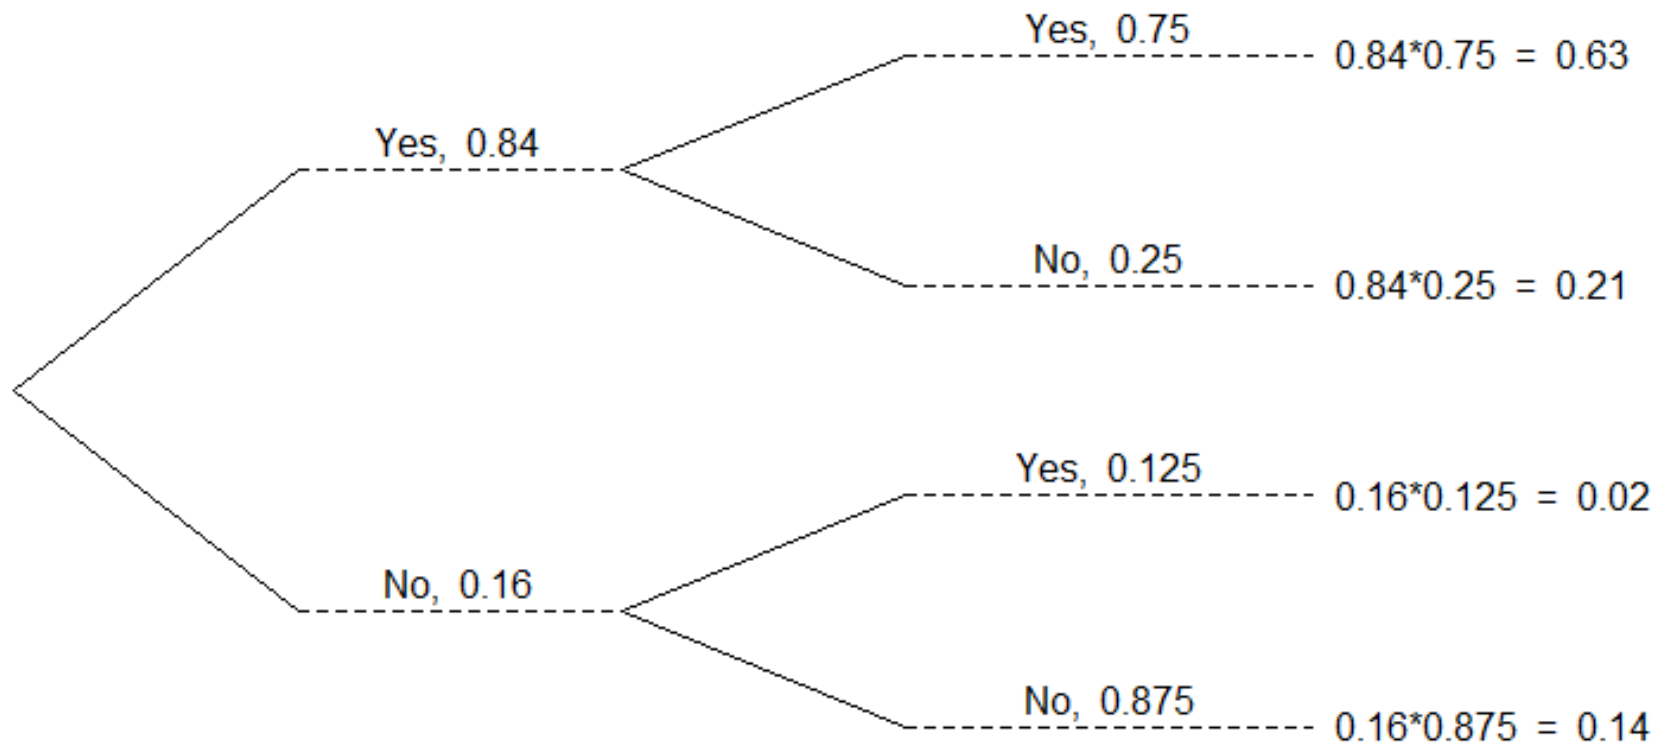 Yes, 0.75
0.84*0.75 = 0.63
Yes, 0.84
No, 0.25
0.84*0.25 = 0.21
Yes, 0.125
0.16*0.125 = 0.02
No, 0.16
No, 0.875
0.16*0.875 = 0.14